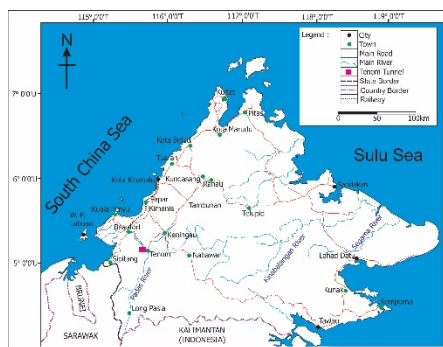 115°0'0"
116°0'0"T
117°0'0"T
118°0'0"T
119°0'0"T
Legend :
City
Town
Main Road
Main River
Tenom Tunnel
State Border
Country Border
Railway
0
100km
N
7° 0'0"U
6° 0'0"U
5° 0'0"U
South China Sea
Sulu Sea
Kudat
Pitas
Kota Marudu
Kota Belud
Tuaran
Kota Kinabalu
Kundasang
Ranau
Sandakan
Papar
Kimanis
Tambunan
Telupid
Kuala Penyu
W. P.
Labuan
Beaufort
Keningau
Tenom
Nabawan
Sipitang
Padas River
Kinabatangan River
Segama River
Lahad Datu
Kunak
Semporna
Tawau
Long Pasia
BRUNEI
SARAWAK
KALIMANTAN
(INDONESIA)